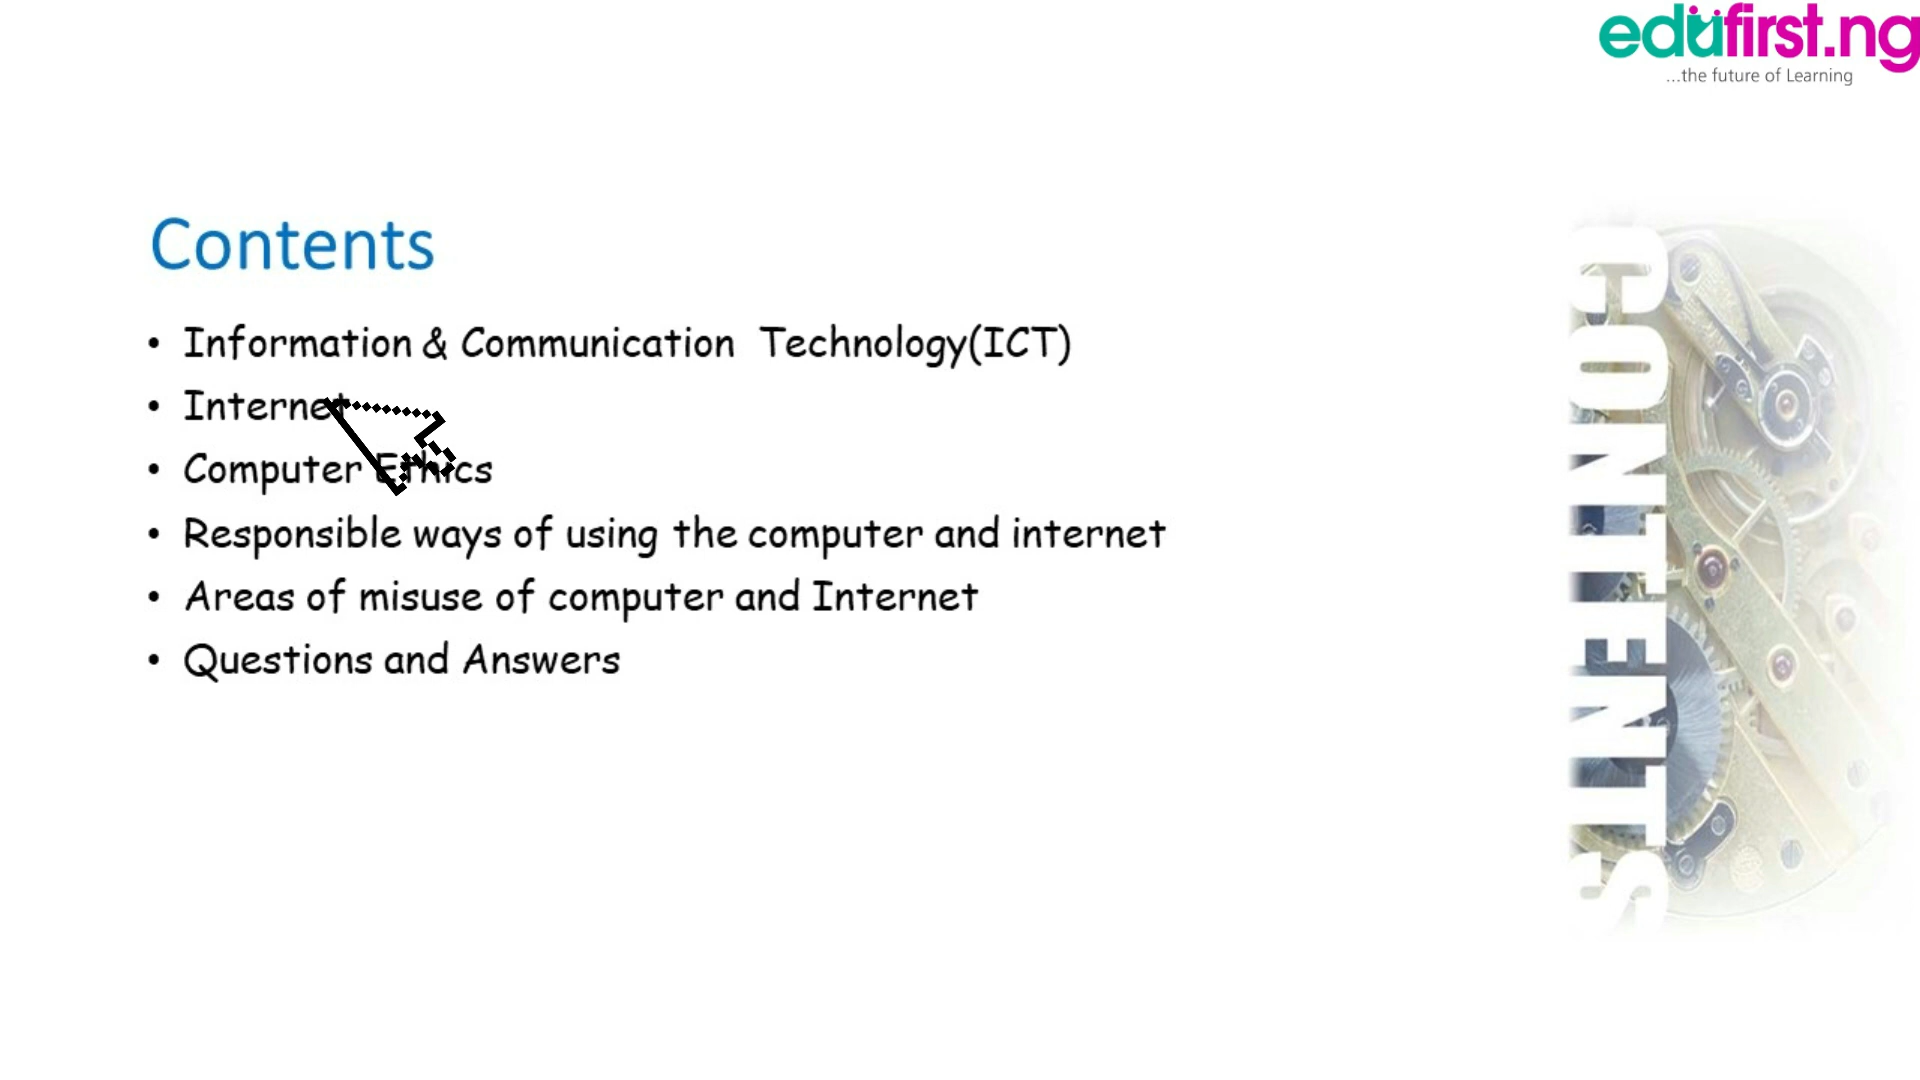 edufirst.ng
...the future of Learning
Contents
• Information & Communication Technology(ICT)
• Internet
• Computer Ethics
• Responsible ways of using the computer and internet
• Areas of misuse of computer and Internet
• Questions and Answers
CONTENTS